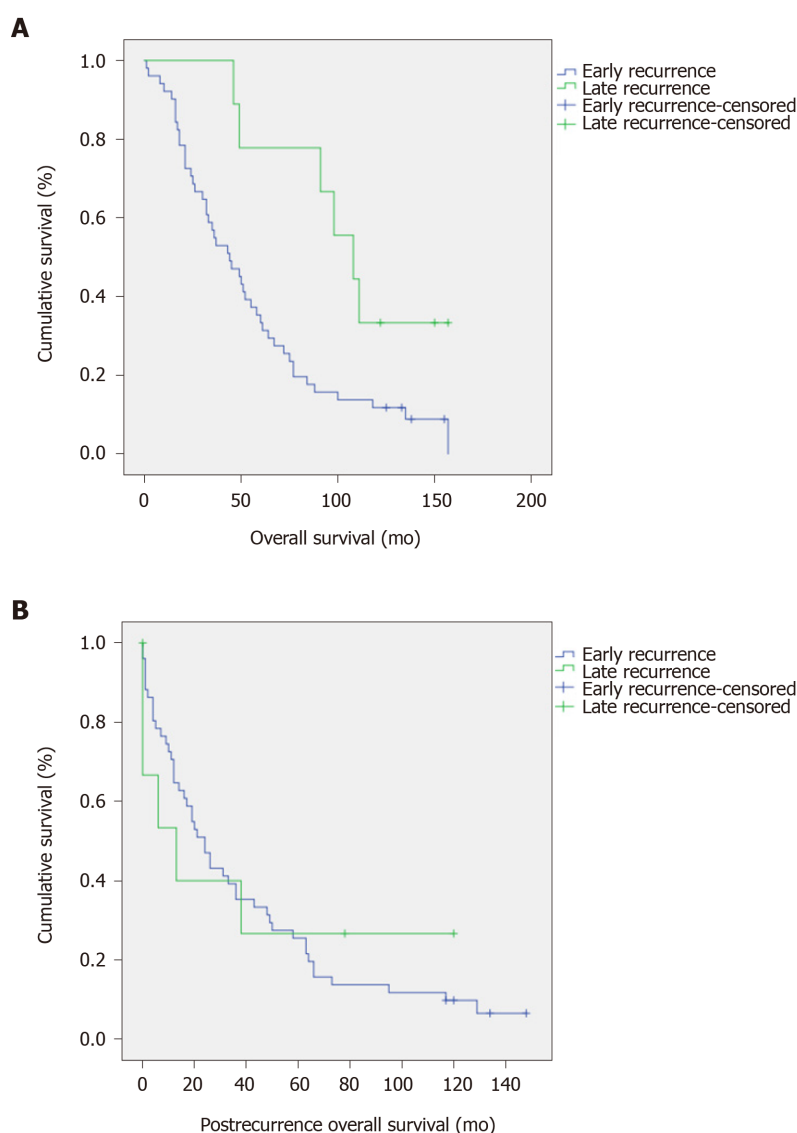 A
1.0
0.8
0.6
0.4
0.2
0.0
Cumulative survival (%)
0 50 100 150 200
Overall survival (mo)
Early recurrence
Late recurrence
Early recurrence-censored
Late recurrence-censored
B
1.0
0.8
0.6
0.4
0.2
0.0
Cumulative survival (%)
0 20 40 60 80 100 120 140
Postrecurrence overall survival (mo)
Early recurrence
Late recurrence
Early recurrence-censored
Late recurrence-censored